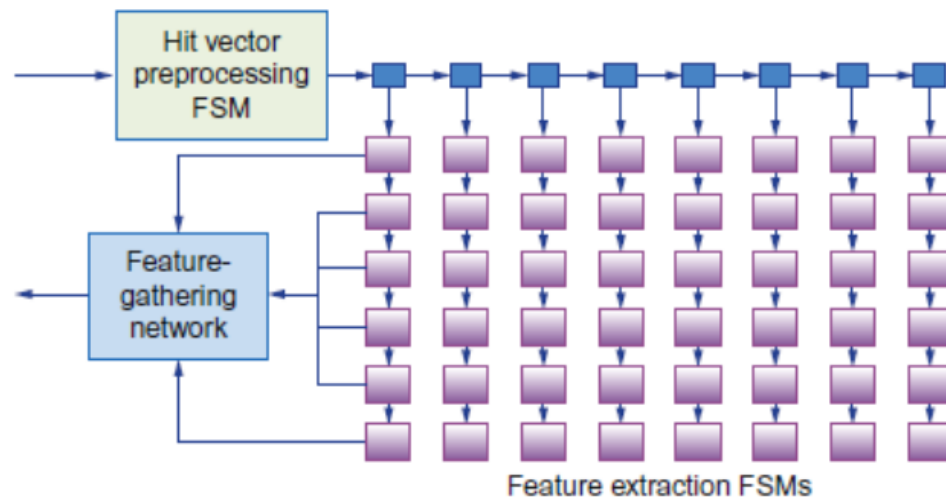 Hit vector
preprocessing
FSM
Feature-
gathering
network
Feature extraction FSMs